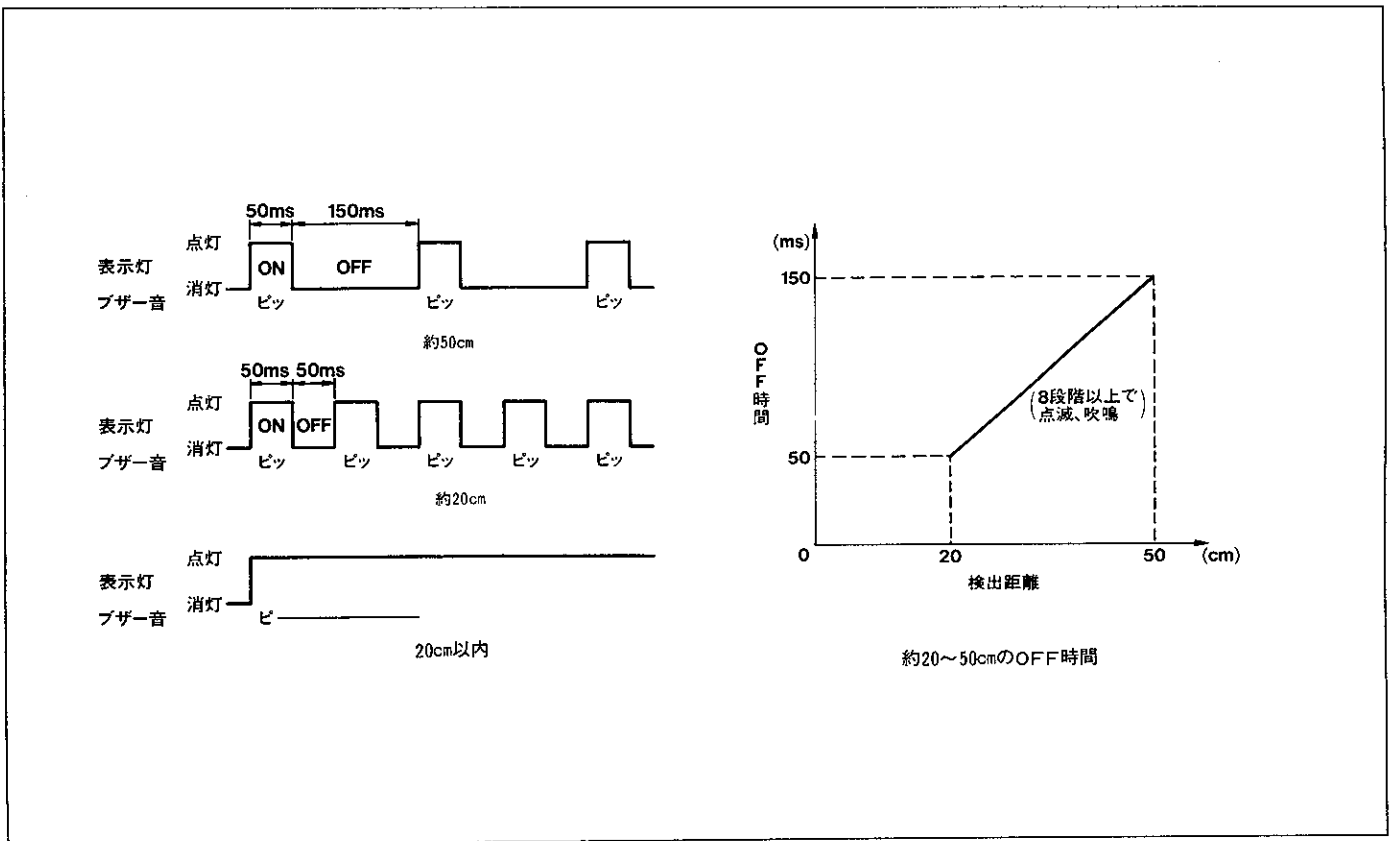 50ms 150ms
点灯
表示灯 ON OFF
消灯
ブザー音 ピッ ピッ ピッ
約50cm
50ms 50ms
点灯
表示灯 ON OFF
消灯
ブザー音 ピッ ピッ ピッ ピッ ピッ
約20cm
点灯
表示灯
消灯
ブザー音 ピ
20cm以内
(ms)
150
OFF時間
(8段階以上で
点滅、吹鳴)
50
0 20 50 (cm)
検出距離
約20〜50cmのOFF時間